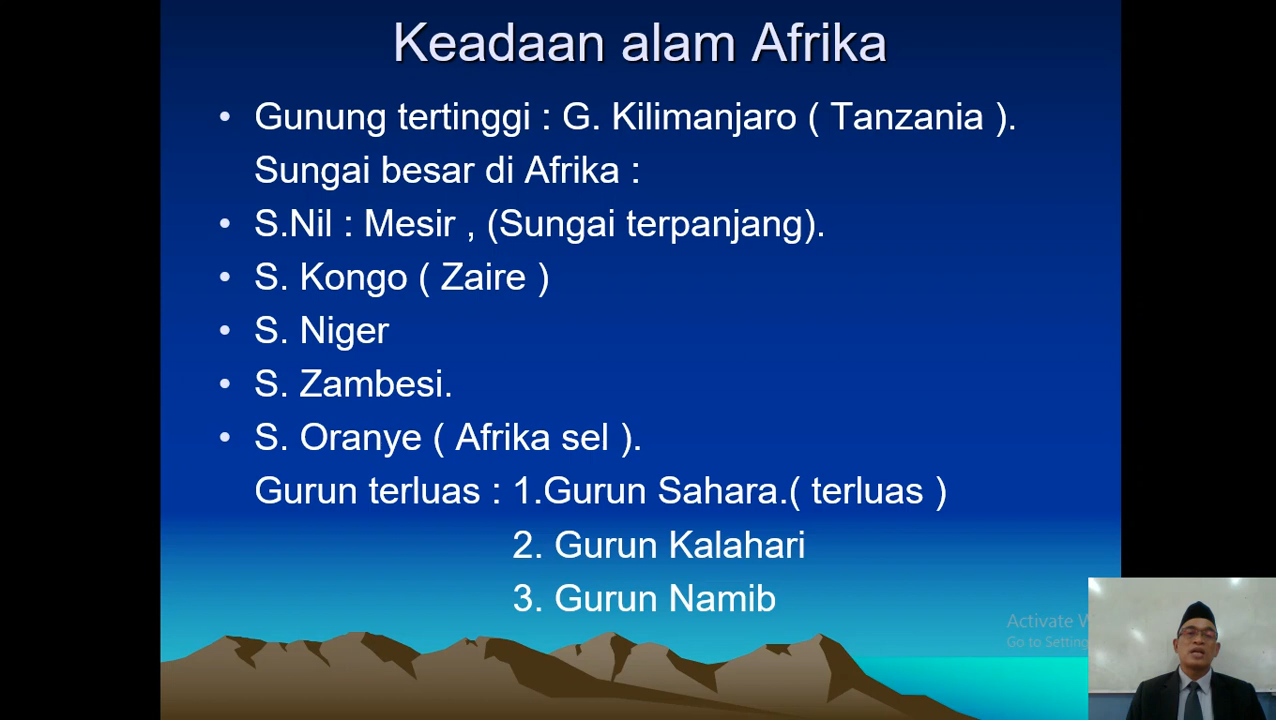 Keadaan alam Afrika
• Gunung tertinggi : G. Kilimanjaro ( Tanzania ).
Sungai besar di Afrika :
• S.Nil : Mesir , (Sungai terpanjang).
• S. Kongo ( Zaire )
• S. Niger
• S. Zambesi.
• S. Oranye ( Afrika sel ).
Gurun terluas : 1.Gurun Sahara.( terluas )
2. Gurun Kalahari
3. Gurun Namib
Activate
Go to Setting